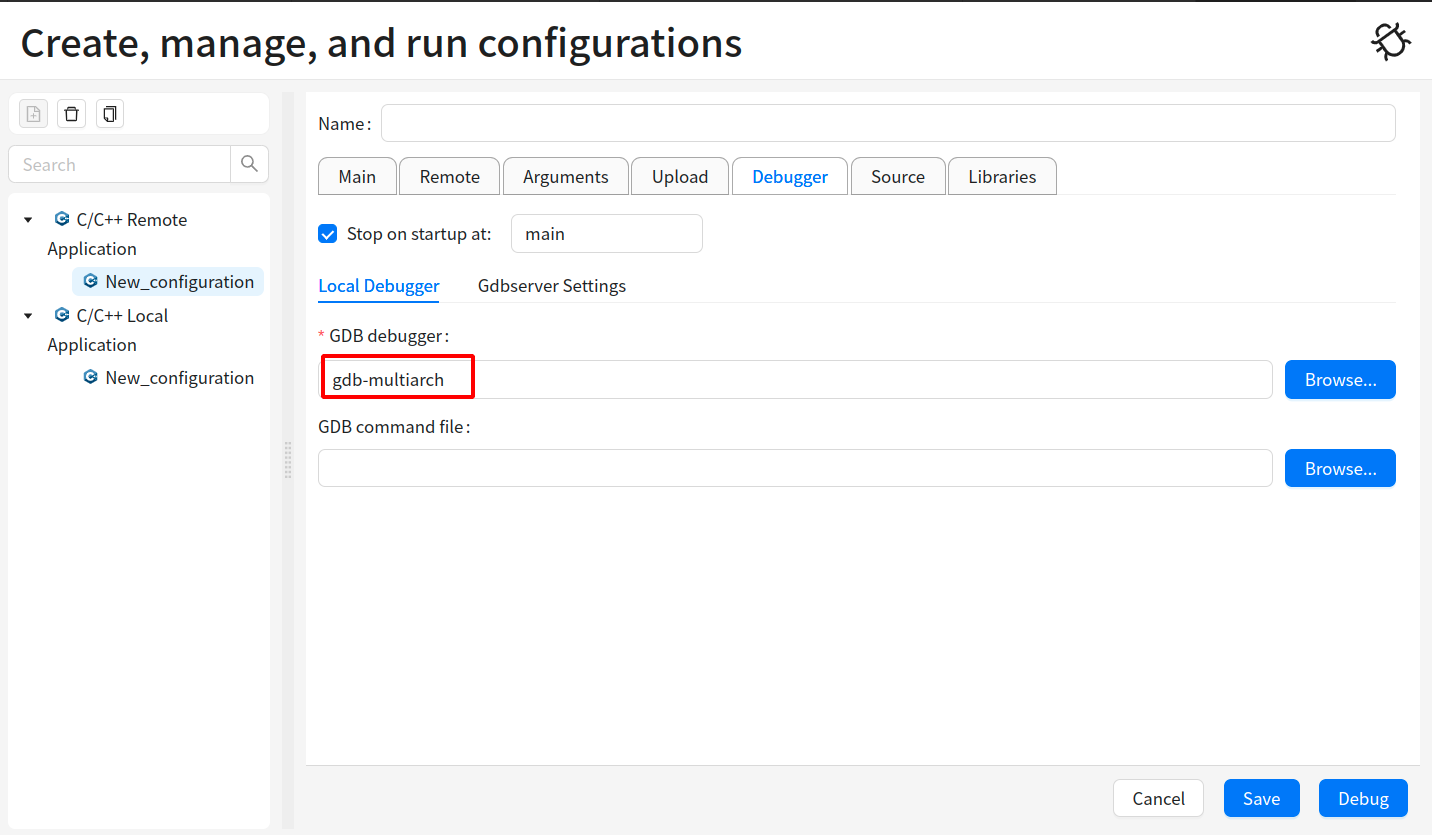 Create, manage, and run configurations
Search
C/C++ Remote
Application
New_configuration
C/C++ Local
Application
New_configuration
Name:
Main Remote Arguments Upload Debugger Source Libraries
Stop on startup at: main
Local Debugger Gdbserver Settings
* GDB debugger:
gdb-multiarch Browse...
GDB command file:
Browse...
Cancel Save Debug